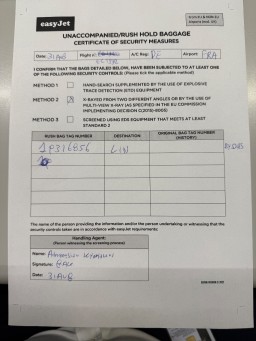 easyJet
UNACCOMPANIED/RUSH HOLD BAGGAGE
CERTIFICATE OF SECURITY MEASURES
Date: 31AUG Flight nº: A/C Reg: Airport: FRA
I CONFIRM THAT THE BAGS DETAILED BELOW, HAVE BEEN SUBJECTED TO AT LEAST ONE
OF THE FOLLOWING SECURITY CONTROLS: (Please tick the applicable method)
METHOD 1 HAND SEARCH SUPPLEMENTED BY THE USE OF EXPLOSIVE
TRACE DETECTION (ETD) EQUIPMENT
METHOD 2 X-RAYED FROM TWO DIFFERENT ANGLES OR BY THE USE OF
MULTI-VIEW X-RAY (AS SPECIFIED IN THE EU COMMISSION
IMPLEMENTING DECISION C(2015)8005)
METHOD 3 SCREENED USING EDS EQUIPMENT THAT MEETS AT LEAST
STANDARD 2
RUSH BAG TAG NUMBER DESTINATION ORIGINAL BAG TAG NUMBER
(HISTORY)
LIN
The name of the person providing the information and/or the person undertaking or witnessing that the
security controls taken are in accordance with easyJet requirements:
Handling Agent:
(Person witnessing the screening process)
Name:
Signature:
Date: 31AUG